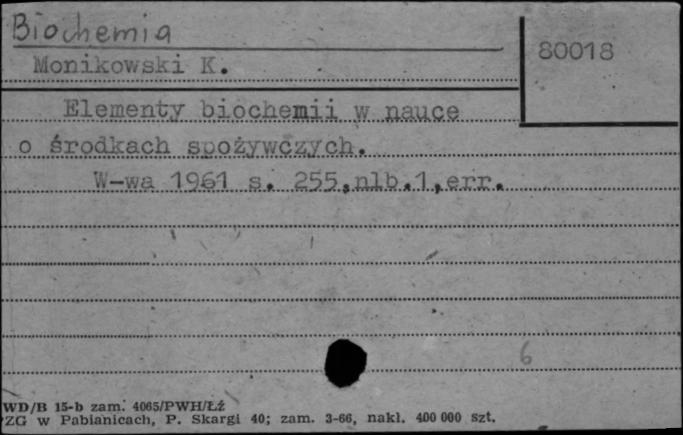 Biochemia
80018
Monikowski K.
Elementy biochemii w nauce
o środkach spożywczych.
W-wa 1961 s. 255,nlb.1,err.
6
WD/B 15-b zam. 4065/PWH/Łź
ZG w Pabianicach, P. Skargi 40; zam. 3-66, nakł. 400 000 szt.